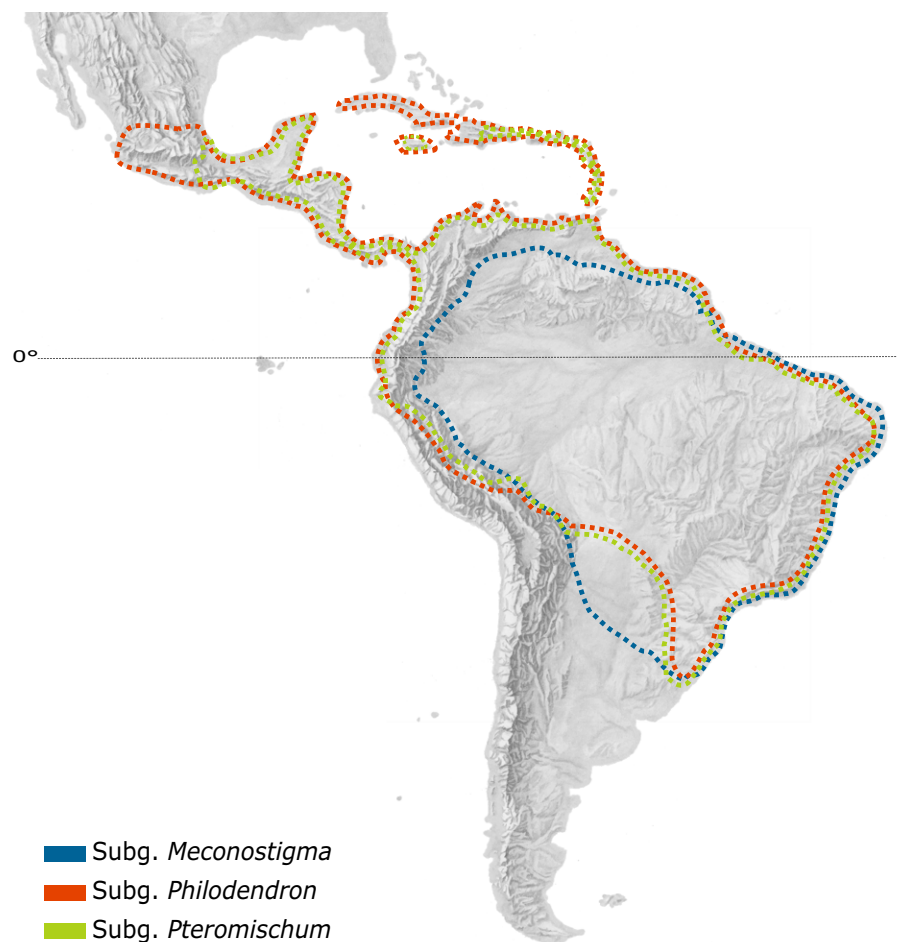 0°
Subg. Meconostigma
Subg. Philodendron
Subg. Pteromischum